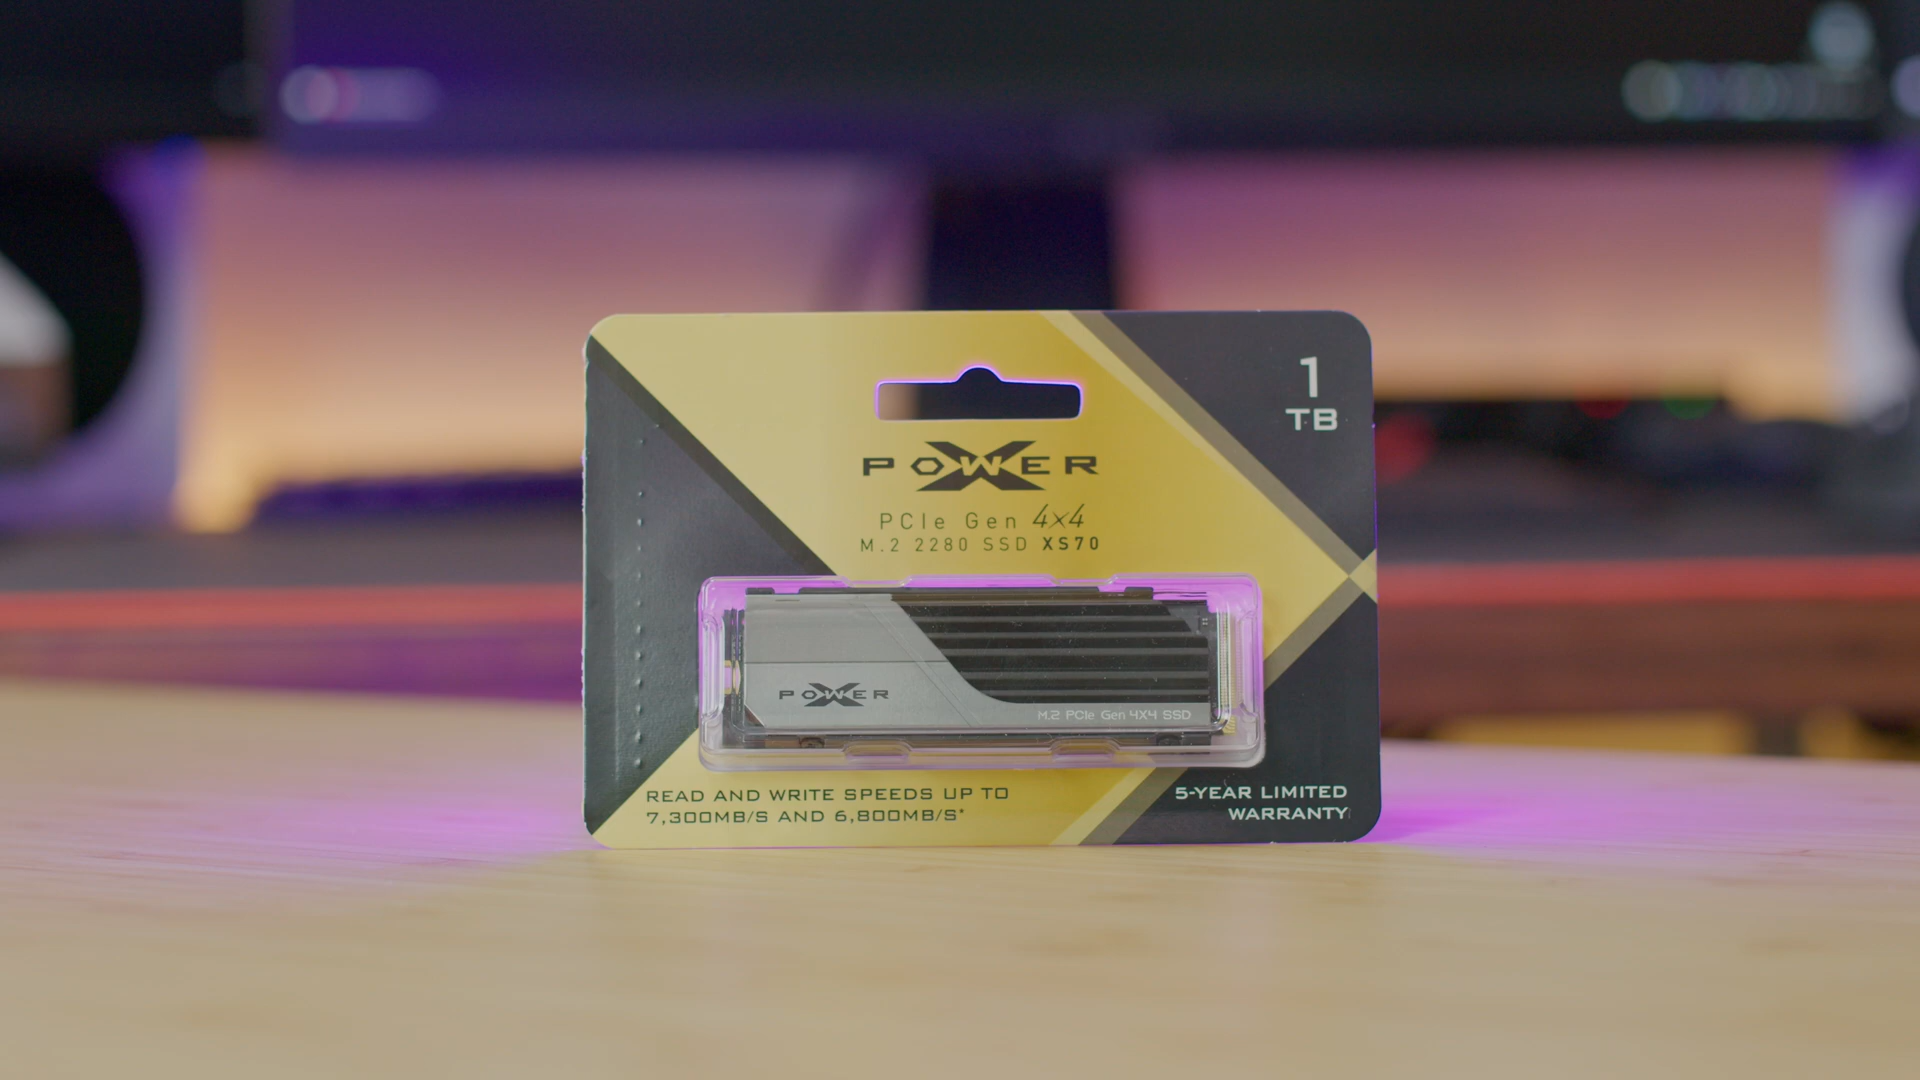 1
TB
POWER
PCIe Gen 4x4
M.2 2280 SSD XS70
POWER
M.2 PCIe Gen 4X4 SSD
READ AND WRITE SPEEDS UP TO
7,300MB/S AND 6,800MB/S*
5-YEAR LIMITED
WARRANTY